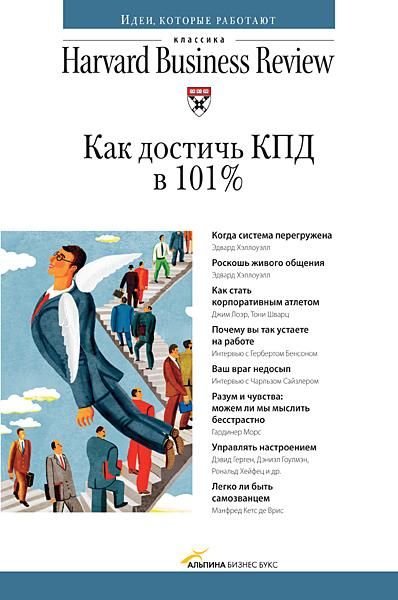 Идеи, которые работают
классика
Harvard Business Review
Как достичь КПД
в 101%
Когда система перегружена
Эдвард Хэллоуэлл
Роскошь живого общения
Эдвард Хэллоуэлл
Как стать
корпоративным атлетом
Джим Лоэр, Тони Шварц
Почему вы так устаете
на работе
Интервью с Гербертом Бенсоном
Ваш враг недосып
Интервью с Чарльзом Сайзлером
Разум и чувства:
можем ли мы мыслить
бесстрастно
Гардинер Морс
Управлять настроением
Дэвид Герген, Дэниэл Гоулмэн,
Рональд Хейфец и др.
Легко ли быть
самозванцем
Манфред Кетс де Врис
АЛЬПИНА БИЗНЕС БУКС